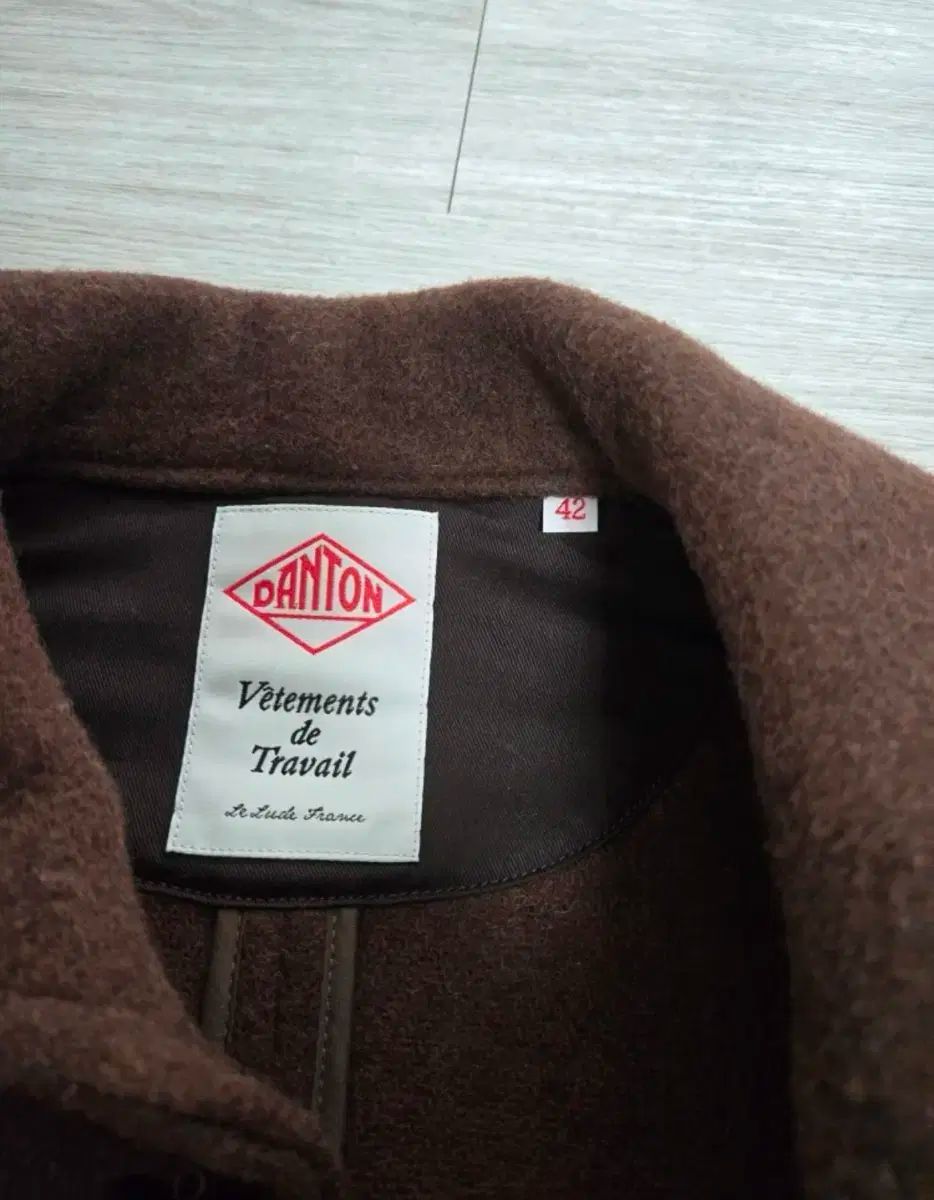 42
DANTON
Vêtements
de
Travail
Le Lude France